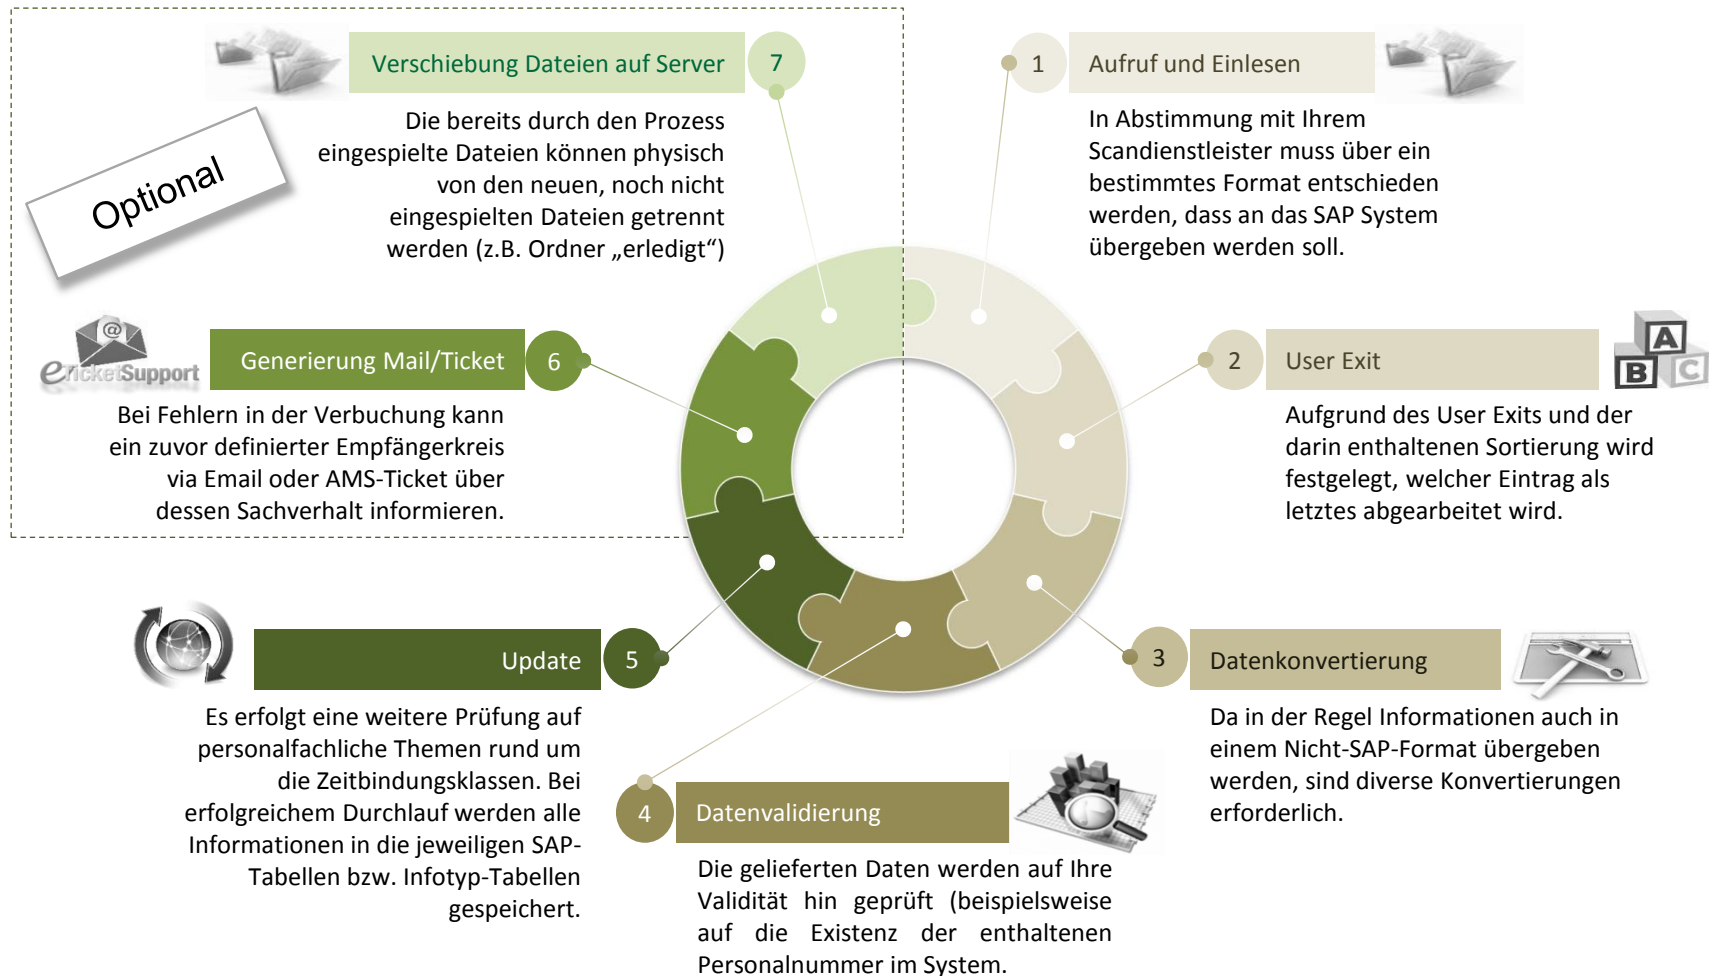 Verschiebung Dateien auf Server
7
Die bereits durch den Prozess
eingespielte Dateien können physisch
von den neuen, noch nicht
eingespielten Dateien getrennt
werden (z.B. Ordner „erledigt“)
Optional
1
Aufruf und Einlesen
In Abstimmung mit Ihrem
Scandienstleister muss über ein
bestimmtes Format entschieden
werden, dass an das SAP System
übergeben werden soll.
@
eTicketSupport
Generierung Mail/Ticket
6
Bei Fehlern in der Verbuchung kann
ein zuvor definierter Empfängerkreis
via Email oder AMS-Ticket über
dessen Sachverhalt informieren.
2
User Exit
A
B C
Aufgrund des User Exits und der
darin enthaltenen Sortierung wird
festgelegt, welcher Eintrag als
letztes abgearbeitet wird.
Update
5
Es erfolgt eine weitere Prüfung auf
personalfachliche Themen rund um
die Zeitbindungsklassen. Bei
erfolgreichem Durchlauf werden alle
Informationen in die jeweiligen SAP-
Tabellen bzw. Infotyp-Tabellen
gespeichert.
3
Datenkonvertierung
Da in der Regel Informationen auch in
einem Nicht-SAP-Format übergeben
werden, sind diverse Konvertierungen
erforderlich.
4
Datenvalidierung
Die gelieferten Daten werden auf Ihre
Validität hin geprüft (beispielsweise
auf die Existenz der enthaltenen
Personalnummer im System.